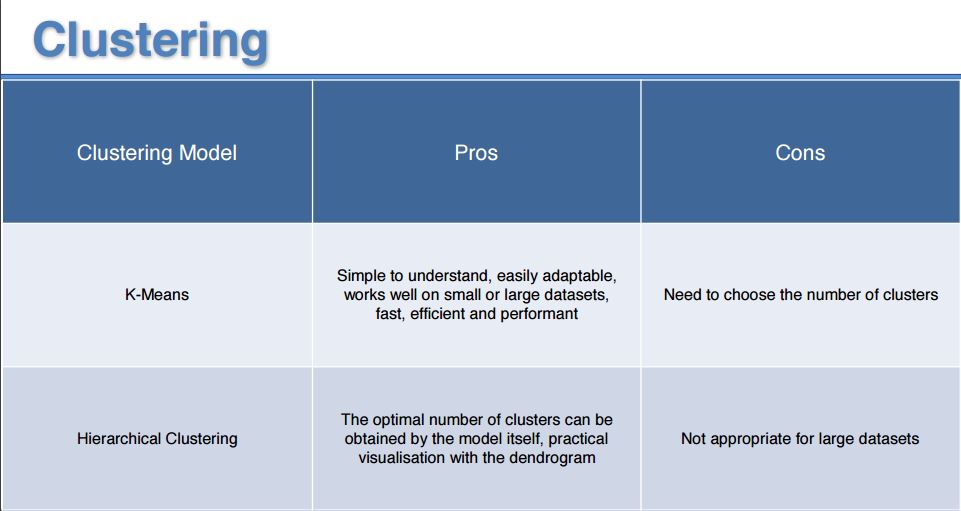 Clustering
Clustering Model
Pros
Cons
K-Means
Simple to understand, easily adaptable,
works well on small or large datasets,
fast, efficient and performant
Need to choose the number of clusters
Hierarchical Clustering
The optimal number of clusters can be
obtained by the model itself, practical
visualisation with the dendrogram
Not appropriate for large datasets